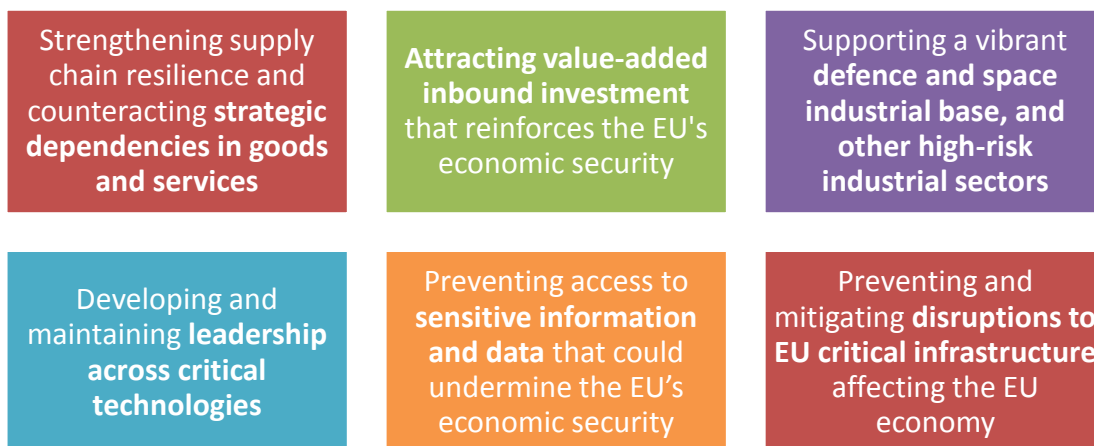 Strengthening supply
chain resilience and
counteracting strategic
dependencies in goods
and services
Attracting value-added
inbound investment
that reinforces the EU's
economic security
Supporting a vibrant
defence and space
industrial base, and
other high-risk
industrial sectors
Developing and
maintaining leadership
across critical
technologies
Preventing access to
sensitive information
and data that could
undermine the EU’s
economic security
Preventing and
mitigating disruptions to
EU critical infrastructure
affecting the EU
economy